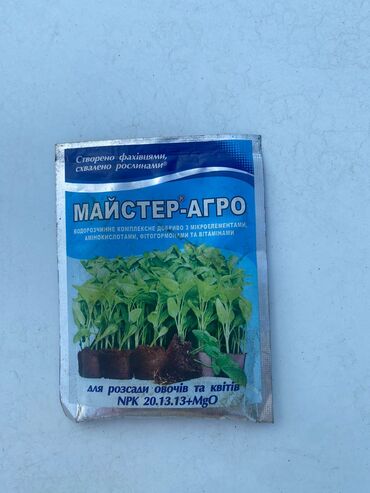 Створено фахівцями,
схвалено рослинами®
МАЙСТЕР®-АГРО
ВОДОРОЗЧИННЕ КОМПЛЕКСНЕ ДОБРИВО З МІКРОЕЛЕМЕНТАМИ,
АМІНОКИСЛОТАМИ, ФІТОГОРМОНАМИ ТА ВІТАМІНАМИ
для розсади овочів та квітів
NPK 20.13.13+MgO